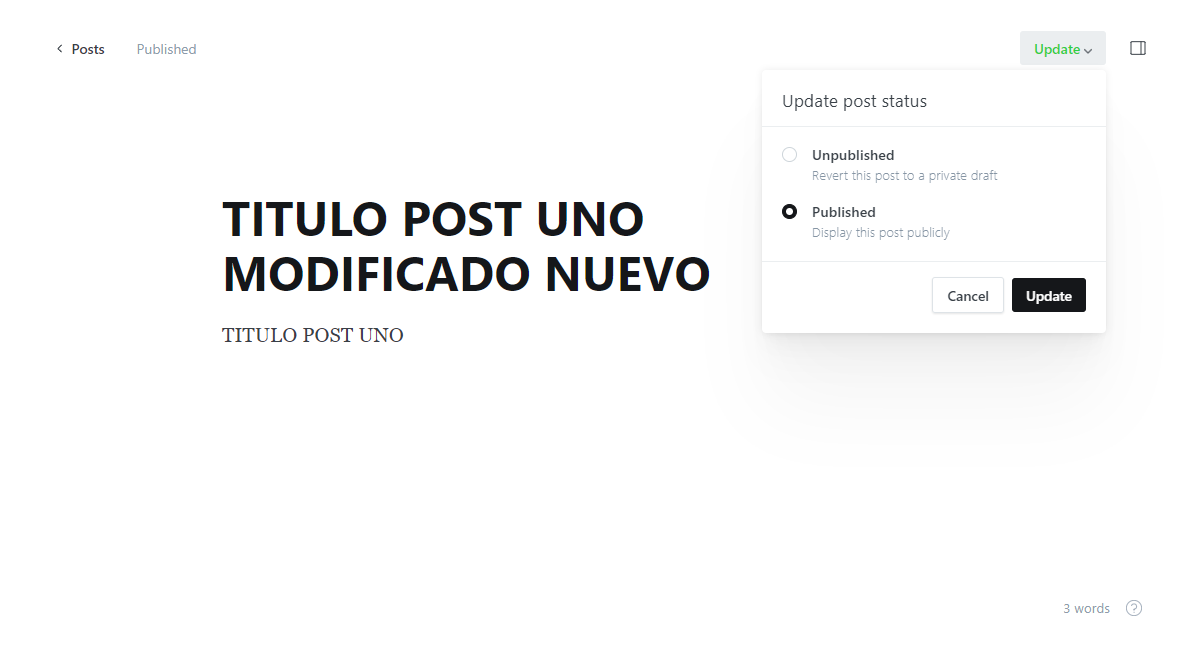 Posts
Published
Update
Update post status
Unpublished
Revert this post to a private draft
Published
Display this post publicly
Cancel
Update
TITULO POST UNO
MODIFICADO NUEVO
TITULO POST UNO
3 words
?